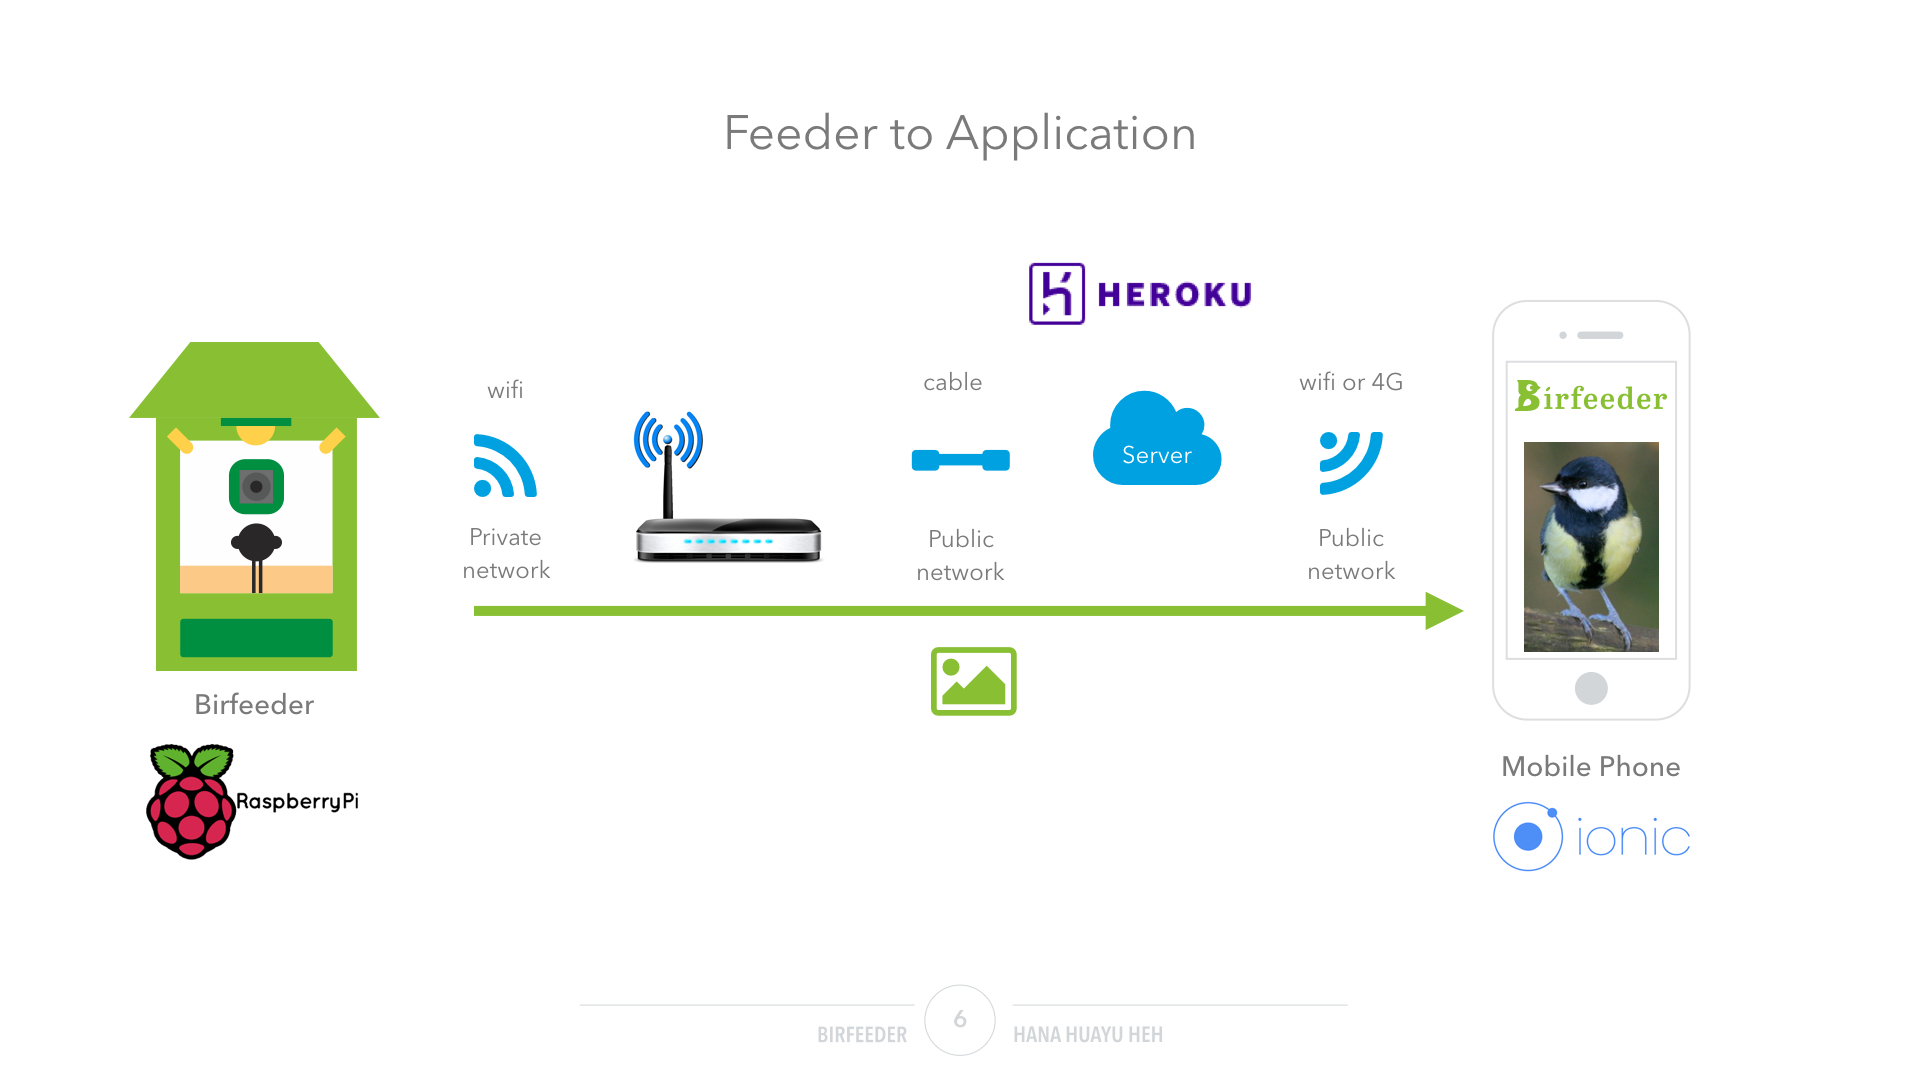 Feeder to Application
HEROKU
wifi
cable
wifi or 4G
Birfeeder
Server
Private
network
Public
network
Public
network
Birfeeder
Mobile Phone
RaspberryPi
ionic
6
BIRFEEDER
HANA HUAYU HEH